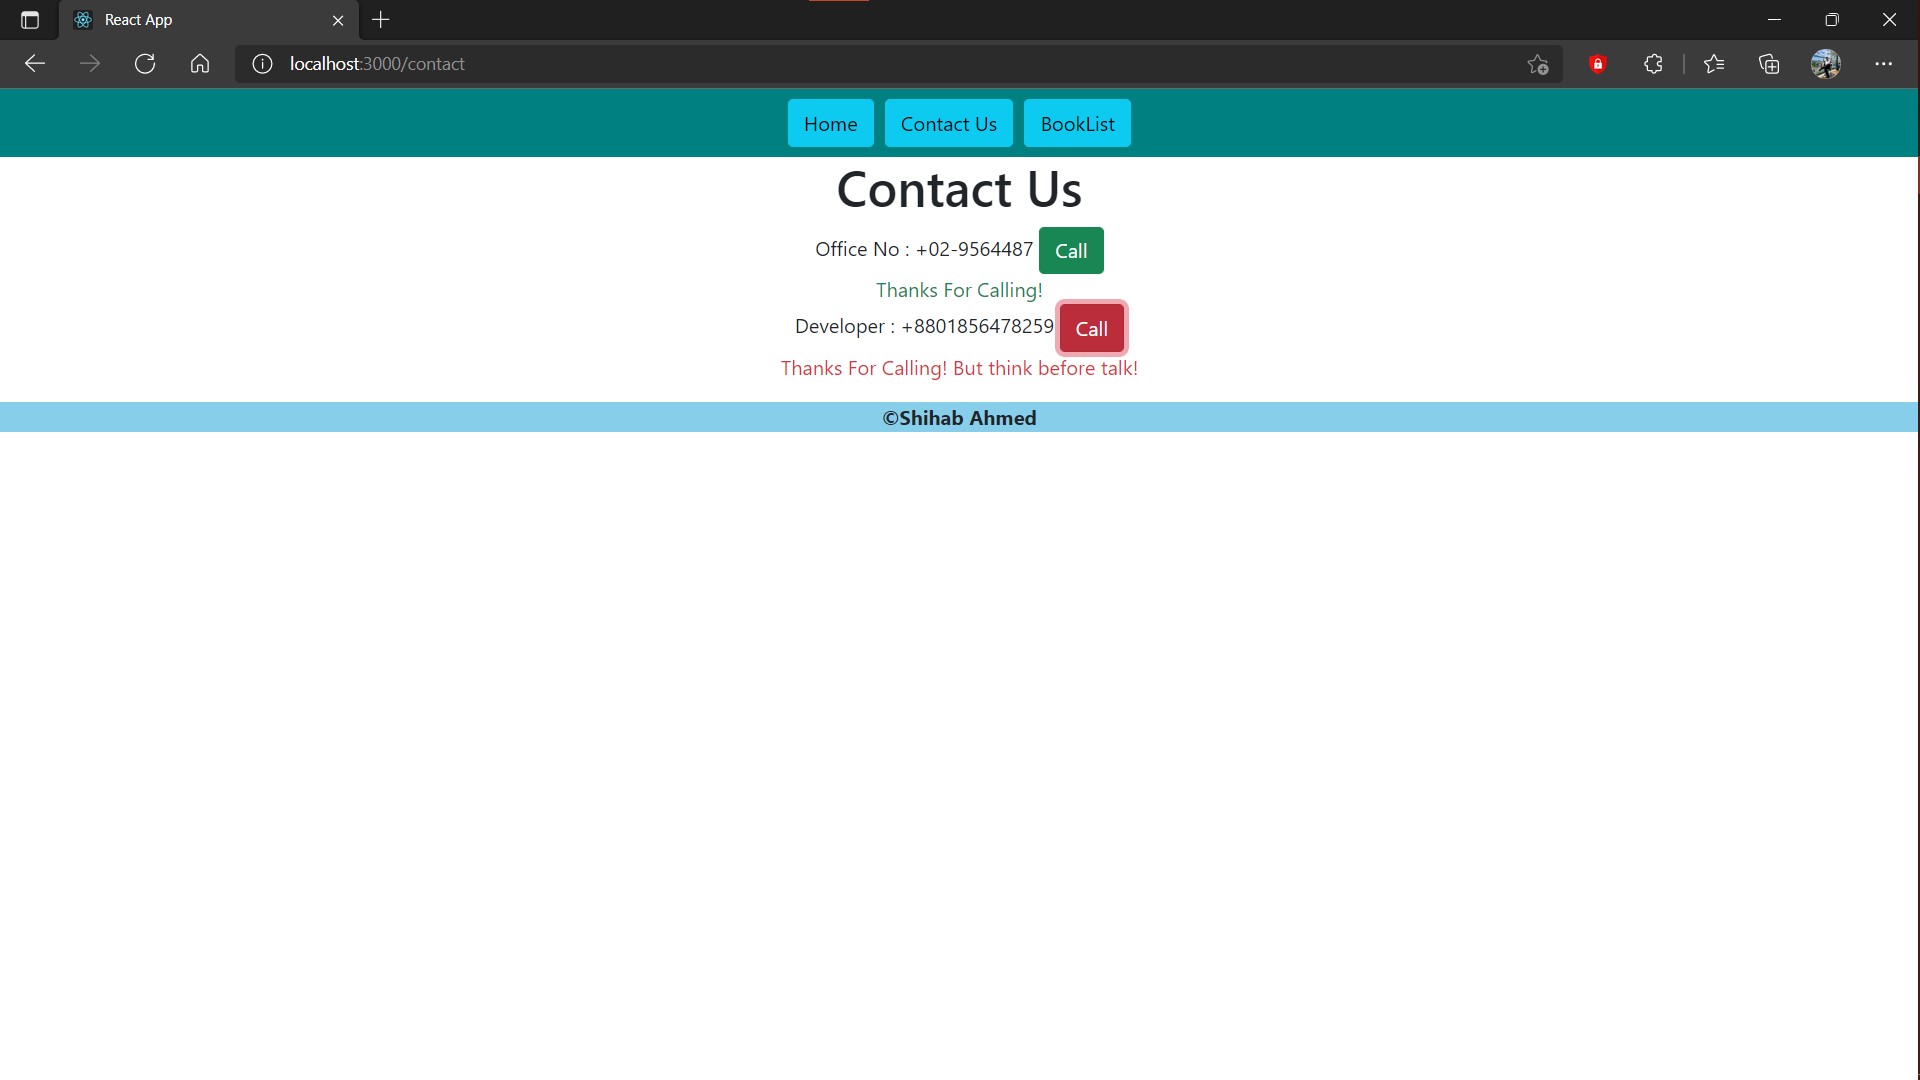 React App
localhost:3000/contact
Home Contact Us BookList
Contact Us
Office No : +02-9564487 Call
Thanks For Calling!
Developer : +8801856478259 Call
Thanks For Calling! But think before talk!
©Shihab Ahmed